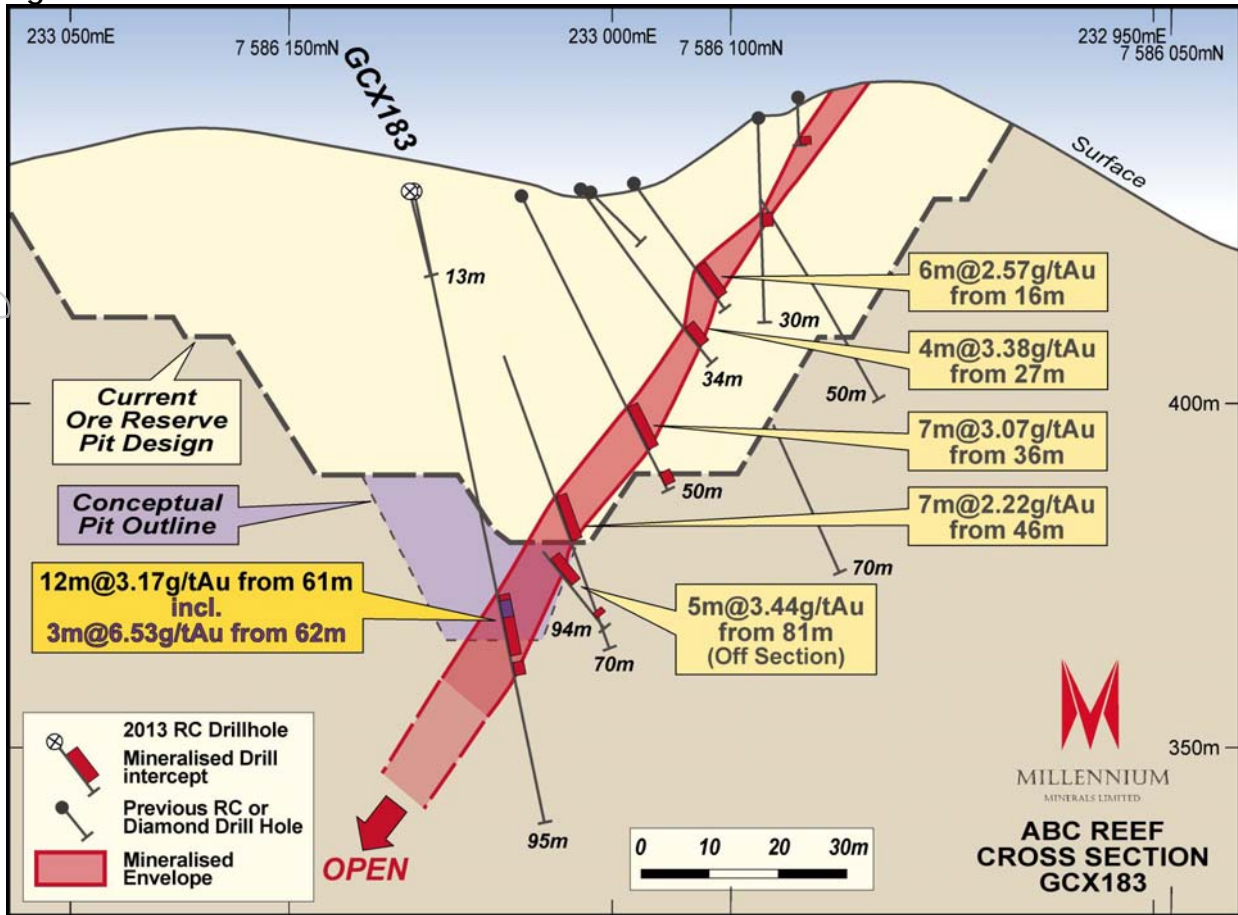 233 050mE
7 586 150mN
233 000mE
7 586 100mN
232 950mE
7 586 050mN
GCX183
Surface
13m
30m
34m
50m
50m
70m
94m
70m
95m
400m
350m
6m@2.57g/tAu
from 16m
4m@3.38g/tAu
from 27m
7m@3.07g/tAu
from 36m
7m@2.22g/tAu
from 46m
5m@3.44g/tAu
from 81m
(Off Section)
Current
Ore Reserve
Pit Design
Conceptual
Pit Outline
12m@3.17g/tAu from 61m
incl.
3m@6.53g/tAu from 62m
2013 RC Drillhole
Mineralised Drill
intercept
Previous RC or
Diamond Drill Hole
Mineralised
Envelope
OPEN
0 10 20 30m
MILLENNIUM
MINERALS LIMITED
ABC REEF
CROSS SECTION
GCX183